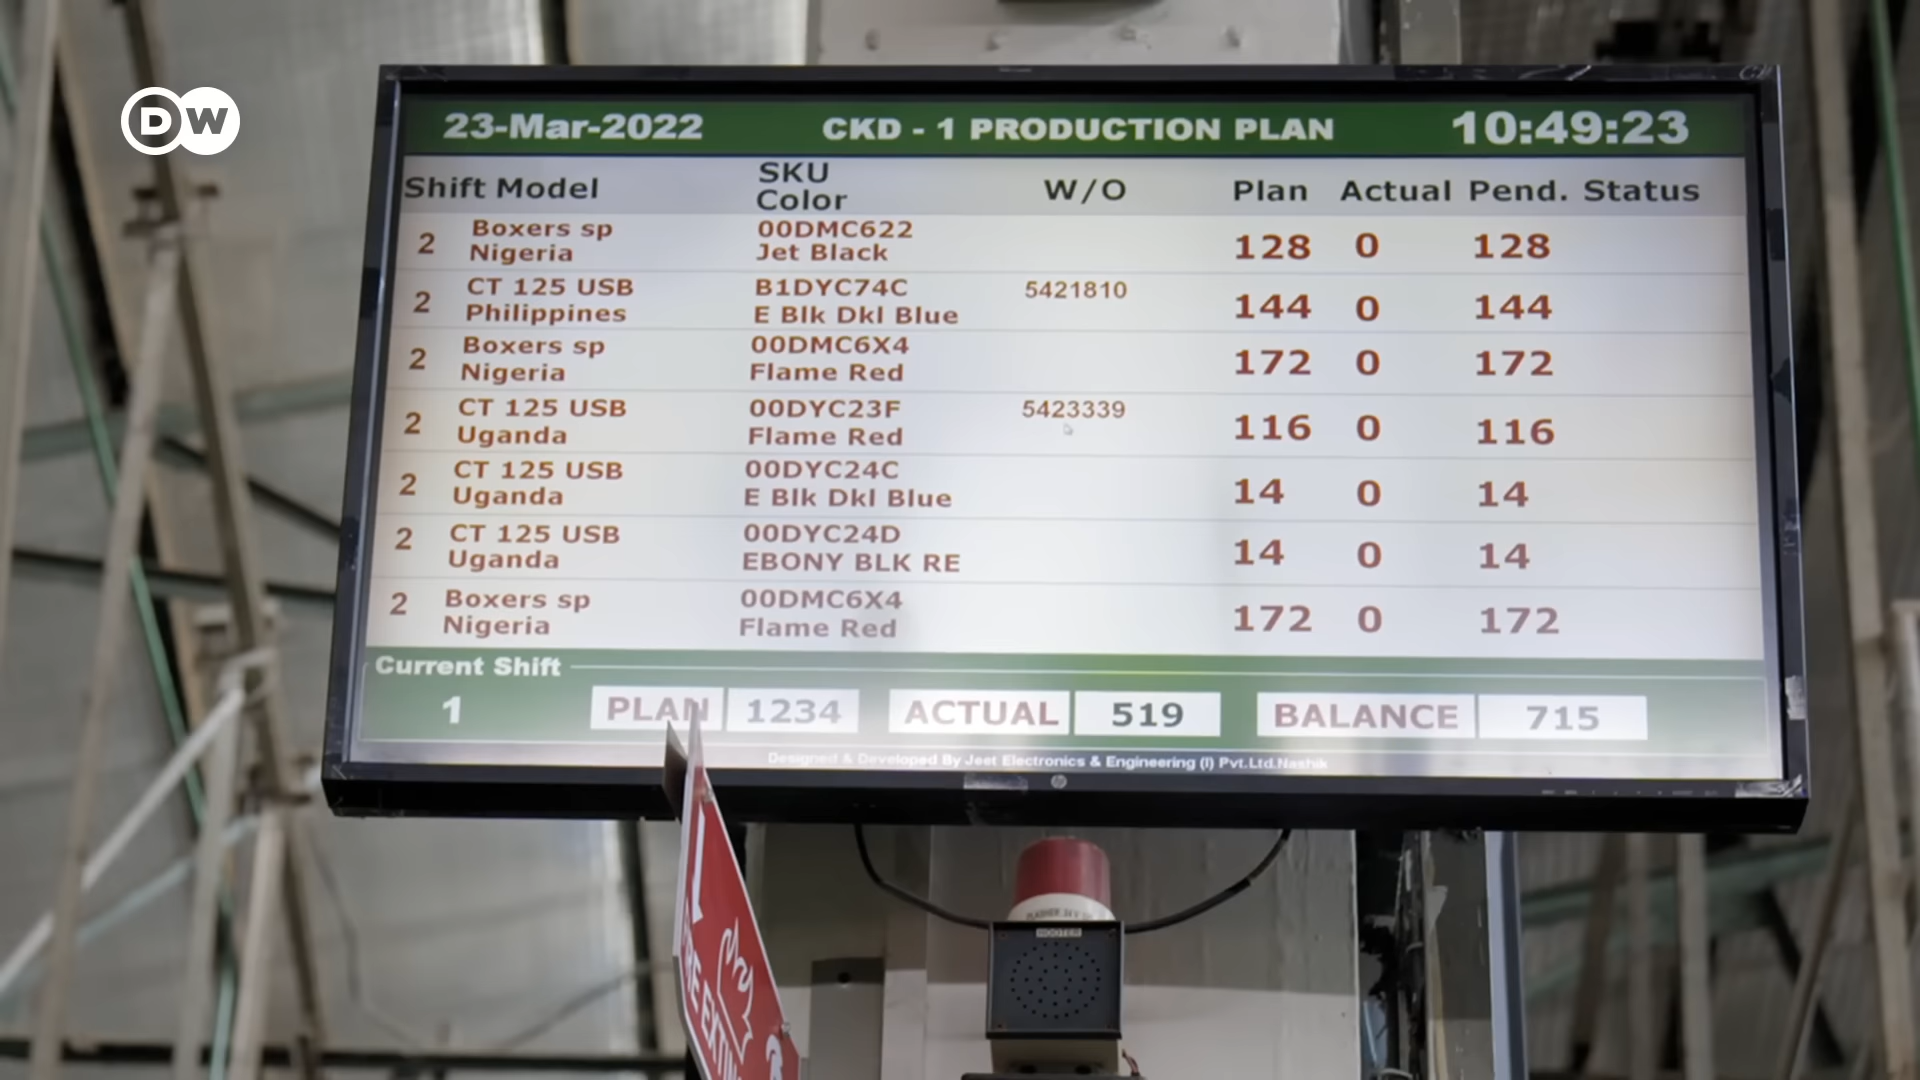 DW
23-Mar-2022 CKD - 1 PRODUCTION PLAN 10:49:23
Shift Model SKU Color W/O Plan Actual Pend. Status
2 Boxers sp Nigeria 00DMC622 Jet Black 128 0 128
2 CT 125 USB Philippines B1DYC74C E Blk Dkl Blue 5421810 144 0 144
2 Boxers sp Nigeria 00DMC6X4 Flame Red 172 0 172
2 CT 125 USB Uganda 00DYC23F Flame Red 5423339 116 0 116
2 CT 125 USB Uganda 00DYC24C E Blk Dkl Blue 14 0 14
2 CT 125 USB Uganda 00DYC24D EBONY BLK RE 14 0 14
2 Boxers sp Nigeria 00DMC6X4 Flame Red 172 0 172
Current Shift
1 PLAN 1234 ACTUAL 519 BALANCE 715
Designed & Developed By Jeet Electronics & Engineering (I) Pvt.Ltd.Nashik
hp
HOOTER